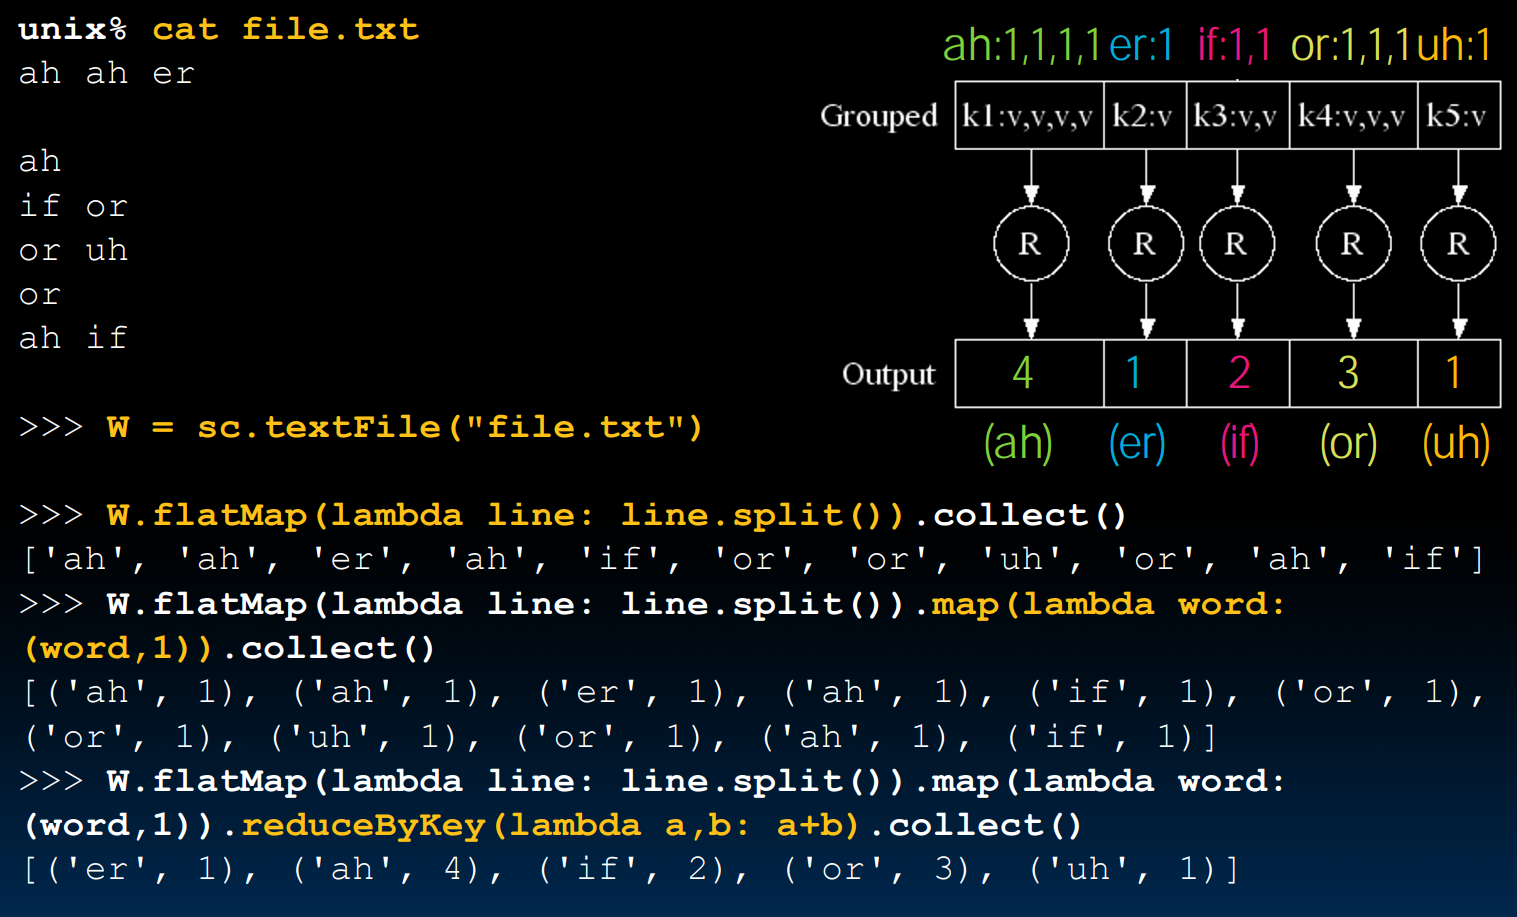 unix% cat file.txt
ah ah er
ah
if or
or uh
or
ah if
ah:1,1,1,1 er:1 if:1,1 or:1,1,1 uh:1
Grouped k1:v,v,v,v k2:v k3:v,v k4:v,v,v k5:v
R R R R R
Output 4 1 2 3 1
(ah) (er) (if) (or) (uh)
>>> W = sc.textFile("file.txt")
>>> W.flatMap(lambda line: line.split()).collect()
['ah', 'ah', 'er', 'ah', 'if', 'or', 'or', 'uh', 'or', 'ah', 'if']
>>> W.flatMap(lambda line: line.split()).map(lambda word:
(word,1)).collect()
[('ah', 1), ('ah', 1), ('er', 1), ('ah', 1), ('if', 1), ('or', 1),
('or', 1), ('uh', 1), ('or', 1), ('ah', 1), ('if', 1)]
>>> W.flatMap(lambda line: line.split()).map(lambda word:
(word,1)).reduceByKey(lambda a,b: a+b).collect()
[('er', 1), ('ah', 4), ('if', 2), ('or', 3), ('uh', 1)]